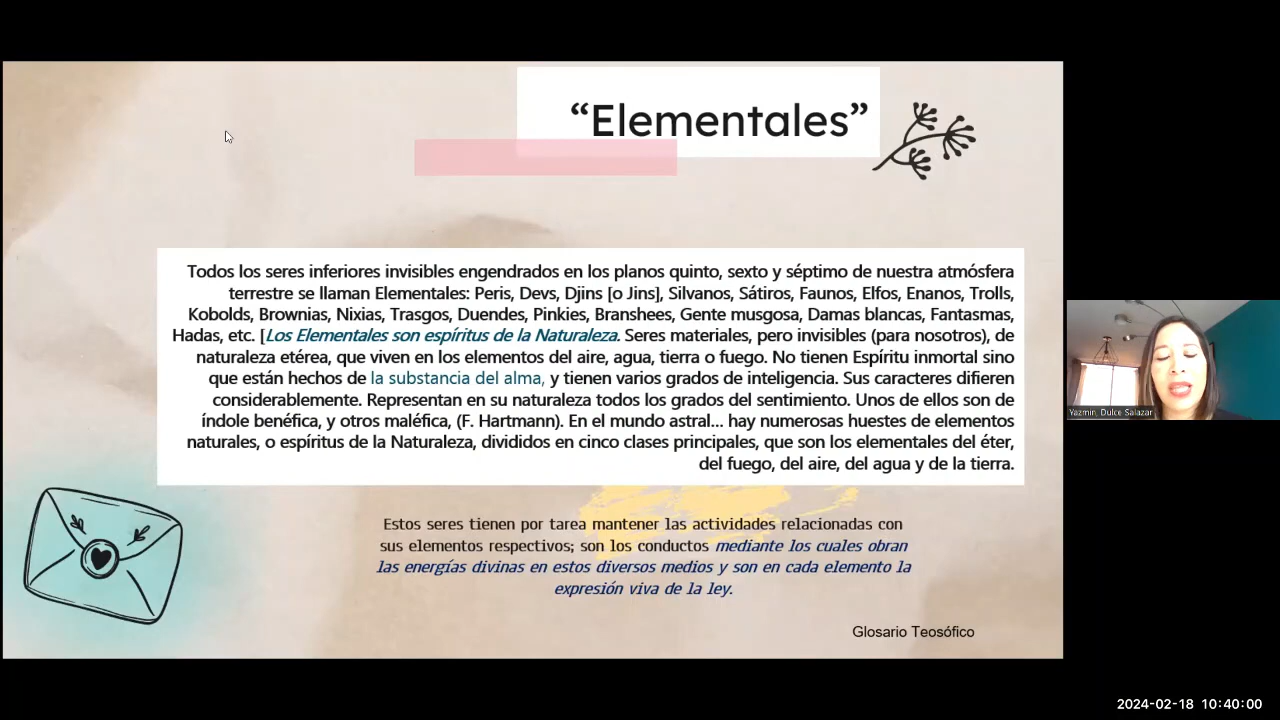 “Elementales”
Todos los seres inferiores invisibles engendrados en los planos quinto, sexto y séptimo de nuestra atmósfera
terrestre se llaman Elementales: Peris, Devs, Djins [o Jins], Silvanos, Sátiros, Faunos, Elfos, Enanos, Trolls,
Kobolds, Brownias, Nixias, Trasgos, Duendes, Pinkies, Branshees, Gente musgosa, Damas blancas, Fantasmas,
Hadas, etc. [Los Elementales son espíritus de la Naturaleza. Seres materiales, pero invisibles (para nosotros), de
naturaleza etérea, que viven en los elementos del aire, agua, tierra o fuego. No tienen Espíritu inmortal sino
que están hechos de la substancia del alma, y tienen varios grados de inteligencia. Sus caracteres difieren
considerablemente. Representan en su naturaleza todos los grados del sentimiento. Unos de ellos son de
índole benéfica, y otros maléfica, (F. Hartmann). En el mundo astral... hay numerosas huestes de elementos
naturales, o espíritus de la Naturaleza, divididos en cinco clases principales, que son los elementales del éter,
del fuego, del aire, del agua y de la tierra.
Estos seres tienen por tarea mantener las actividades relacionadas con
sus elementos respectivos; son los conductos mediante los cuales obran
las energías divinas en estos diversos medios y son en cada elemento la
expresión viva de la ley.
Glosario Teosófico
Yazmin, Dulce Salazar
2024-02-18 10:40:00